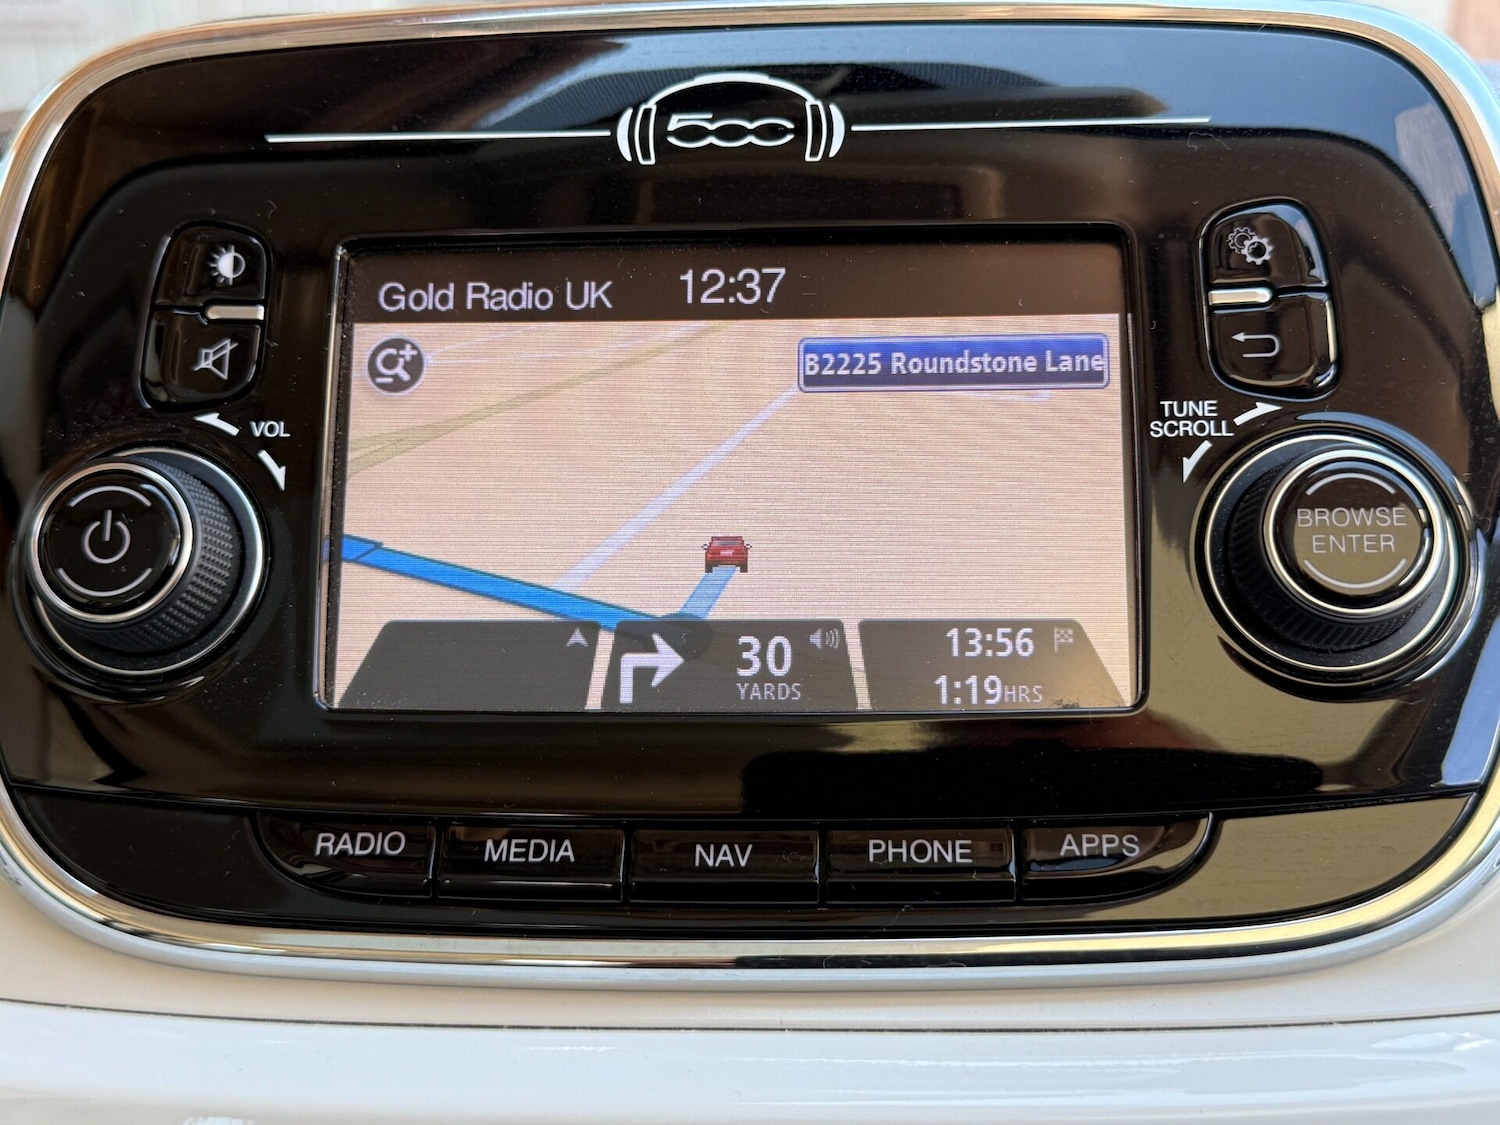 500
Gold Radio UK 12:37
B2225 Roundstone Lane
VOL
TUNE
SCROLL
BROWSE
ENTER
30
YARDS
13:56
1:19HRS
RADIO MEDIA NAV PHONE APPS